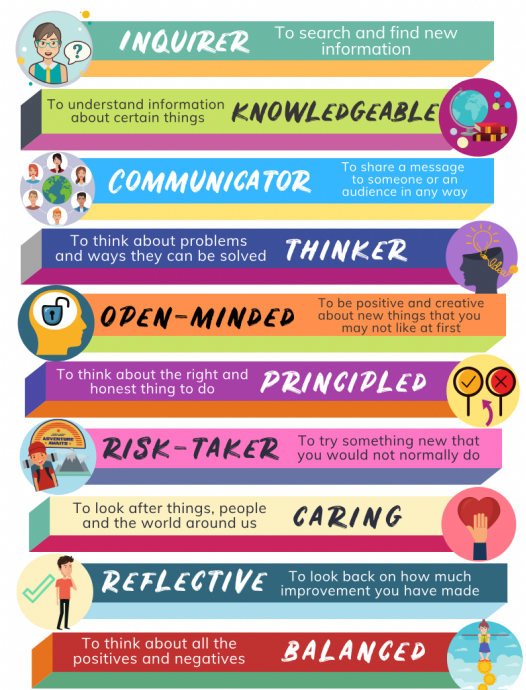 ?
INQUIRER
To search and find new
information
To understand information
about certain things
KNOWLEDGEABLE
COMMUNICATOR
To share a message
to someone or an
audience in any way
To think about problems
and ways they can be solved
THINKER
Idea
OPEN-MINDED
To be positive and creative
about new things that you
may not like at first
To think about the right and
honest thing to do
PRINCIPLED
ADVENTURE
AWAITS
RISK-TAKER
To try something new that
you would not normally do
To look after things, people
and the world around us
CARING
REFLECTIVE
To look back on how much
improvement you have made
To think about all the
positives and negatives
BALANCED